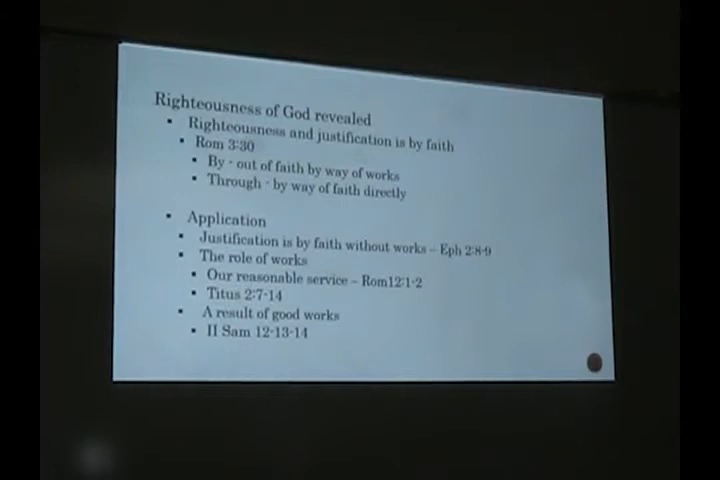 Righteousness of God revealed
Righteousness and justification is by faith
Rom 3:30
By - out of faith by way of works
Through - by way of faith directly
Application
Justification is by faith without works – Eph 2:8-9
The role of works
Our reasonable service – Rom12:1-2
Titus 2:7-14
A result of good works
II Sam 12-13-14